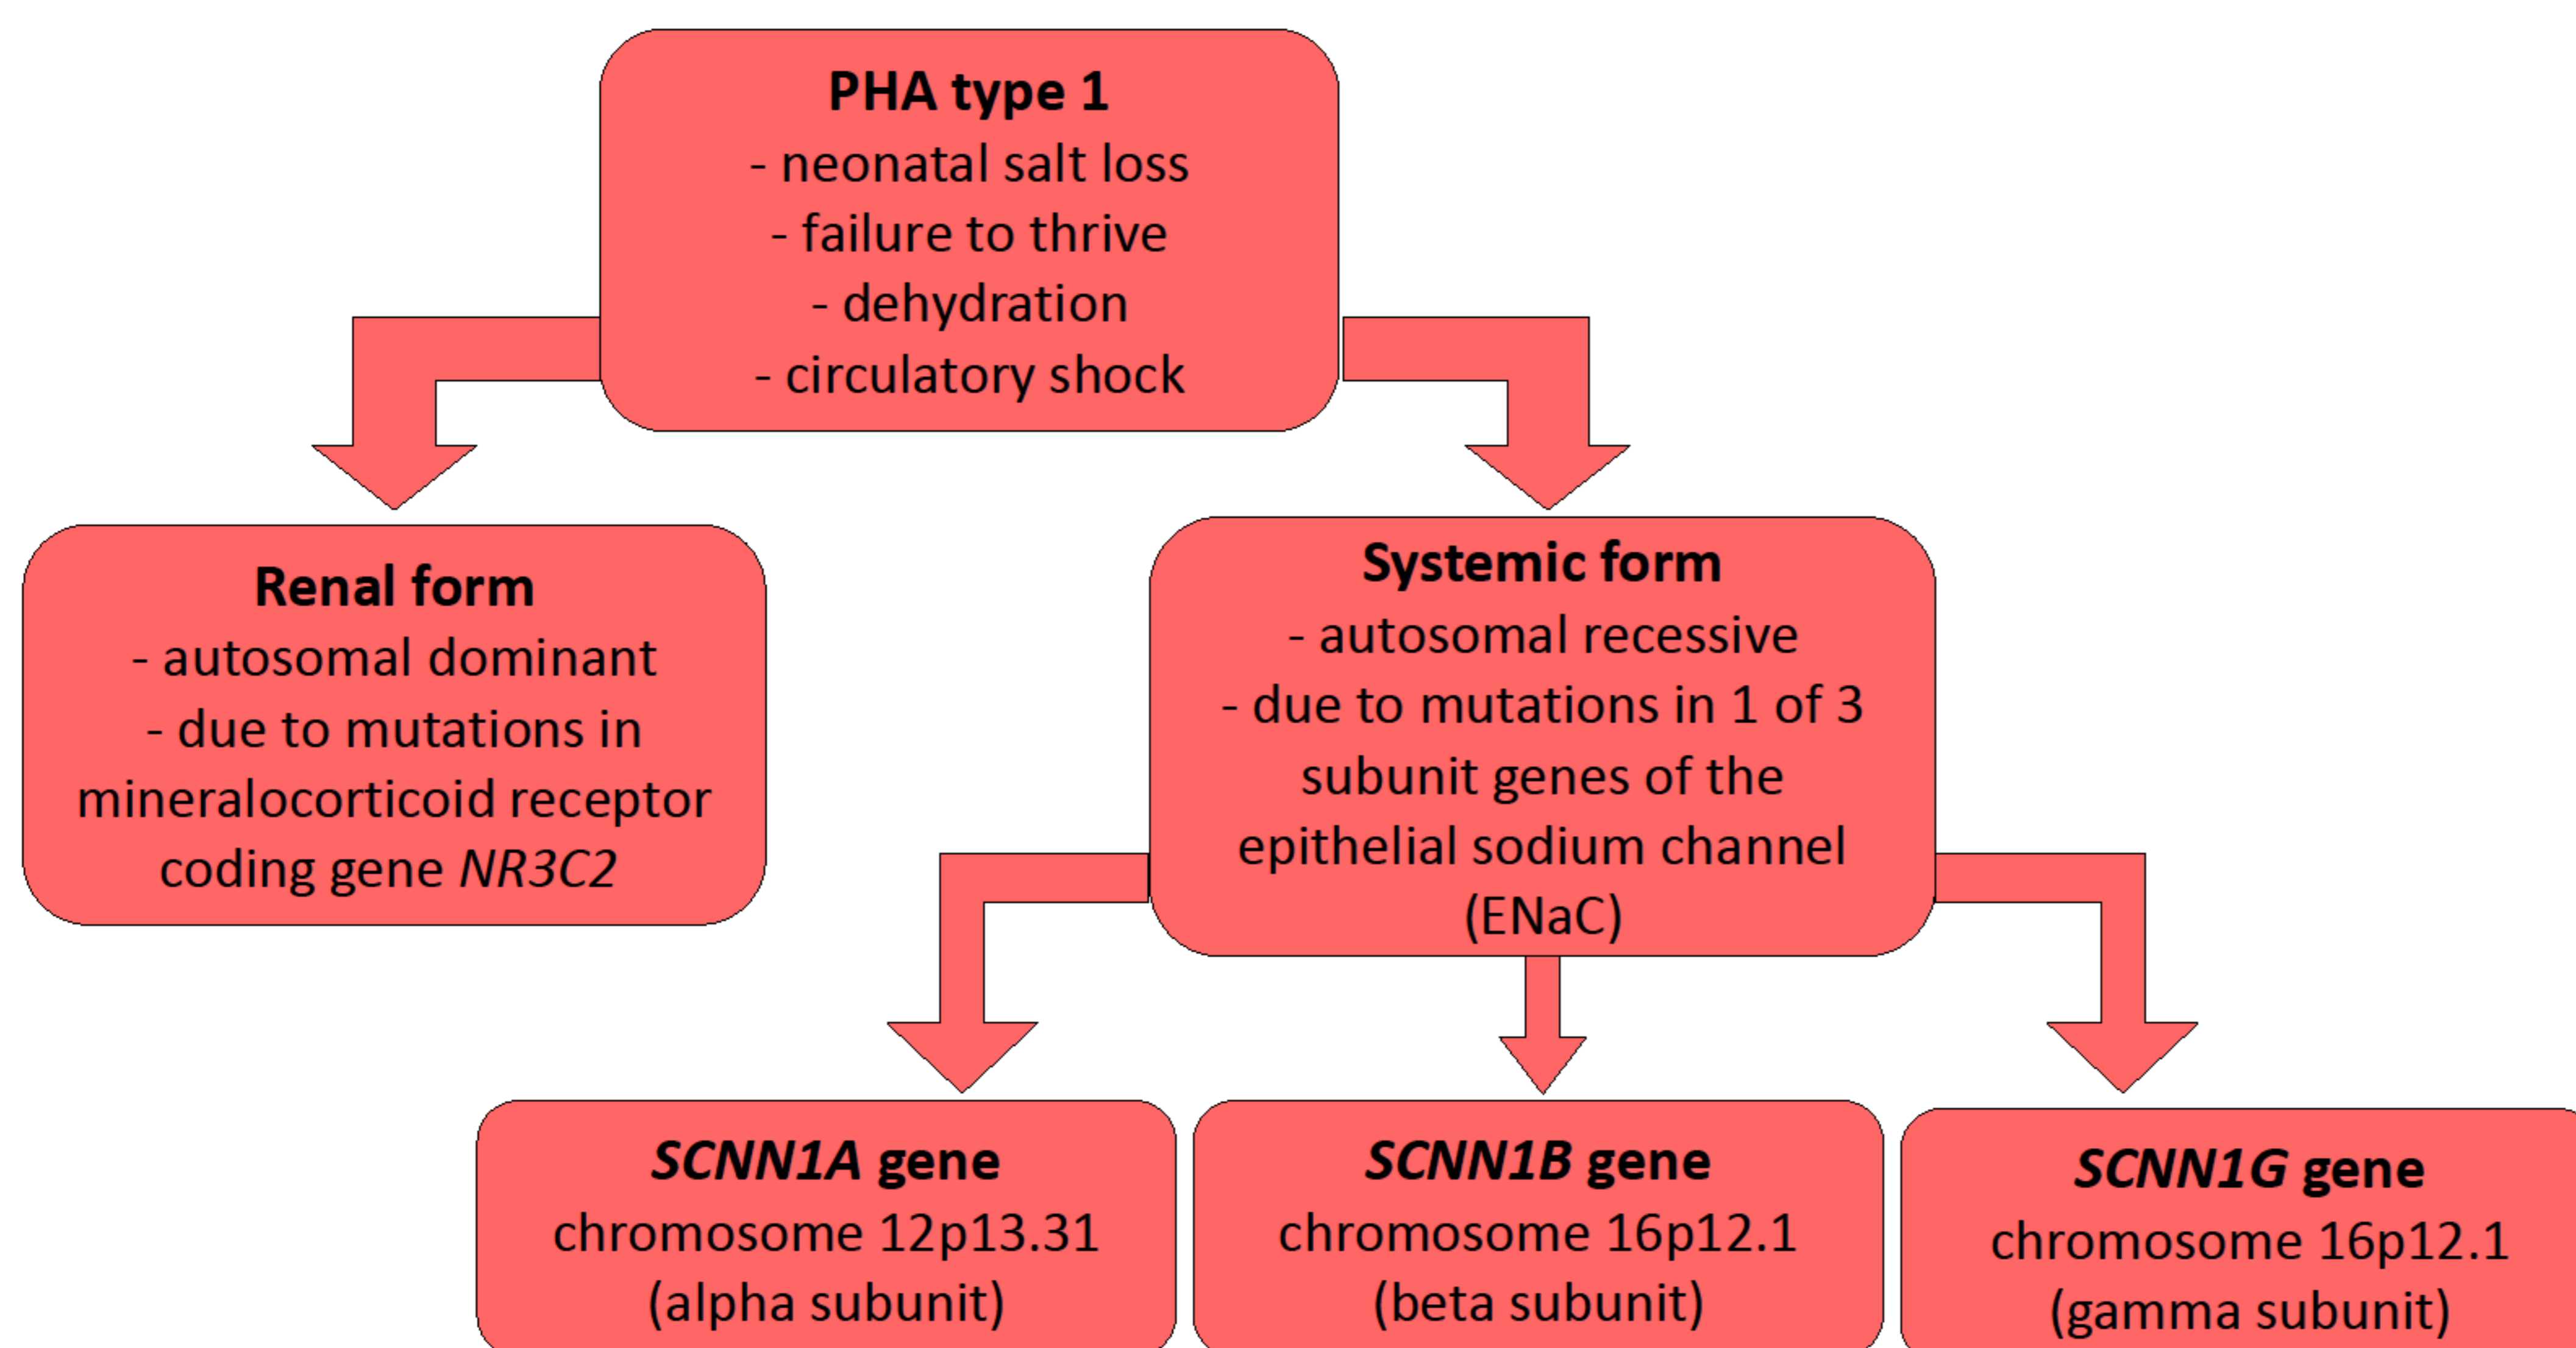 PHA type 1
- neonatal salt loss
- failure to thrive
- dehydration
- circulatory shock
Renal form
- autosomal dominant
- due to mutations in
mineralocorticoid receptor
coding gene NR3C2
Systemic form
- autosomal recessive
- due to mutations in 1 of 3
subunit genes of the
epithelial sodium channel
(ENaC)
SCNN1A gene
chromosome 12p13.31
(alpha subunit)
SCNN1B gene
chromosome 16p12.1
(beta subunit)
SCNN1G gene
chromosome 16p12.1
(gamma subunit)